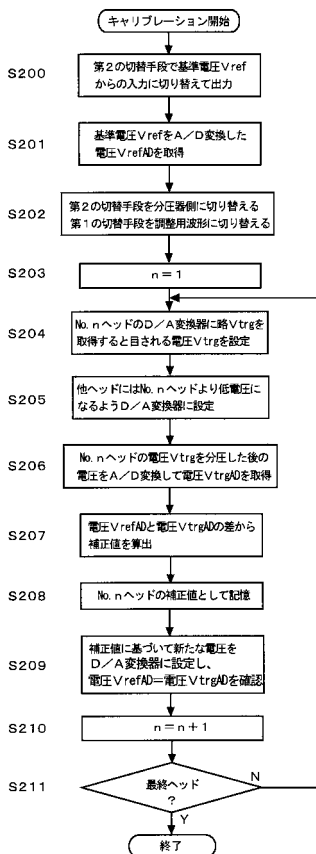 キャリブレーション開始
S200
第2の切替手段で基準電圧Vref
からの入力に切り替えて出力
S201
基準電圧VrefをA/D変換した
電圧VrefADを取得
S202
第2の切替手段を分圧器側に切り替える
第1の切替手段を調整用波形に切り替える
S203
n=1
S204
No.nヘッドのD/A変換器に略Vtrgを
取得すると目される電圧Vtrgを設定
S205
他ヘッドにはNo.nヘッドより低電圧に
なるようD/A変換器に設定
S206
No.nヘッドの電圧Vtrgを分圧した後の
電圧をA/D変換して電圧VtrgADを取得
S207
電圧VrefADと電圧VtrgADの差から
補正値を算出
S208
No.nヘッドの補正値として記憶
S209
補正値に基づいて新たな電圧を
D/A変換器に設定し、
電圧VrefAD=電圧VtrgADを確認
S210
n=n+1
S211
最終ヘッド
?
N
Y
終了